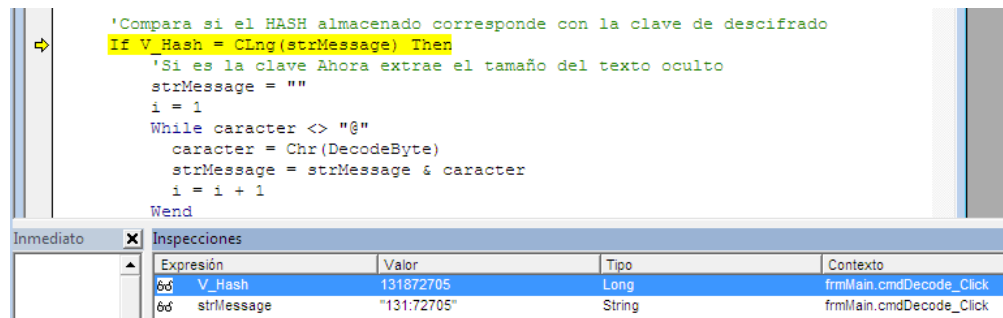 'Compara si el HASH almacenado corresponde con la clave de descifrado
If V_Hash = CLng(strMessage) Then
'Si es la clave Ahora extrae el tamaño del texto oculto
strMessage = ""
i = 1
While caracter <> "@"
caracter = Chr(DecodeByte)
strMessage = strMessage & caracter
i = i + 1
Wend
Inmediato Inspecciones
Expresión Valor Tipo Contexto
V_Hash 131872705 Long frmMain.cmdDecode_Click
strMessage "131:72705" String frmMain.cmdDecode_Click